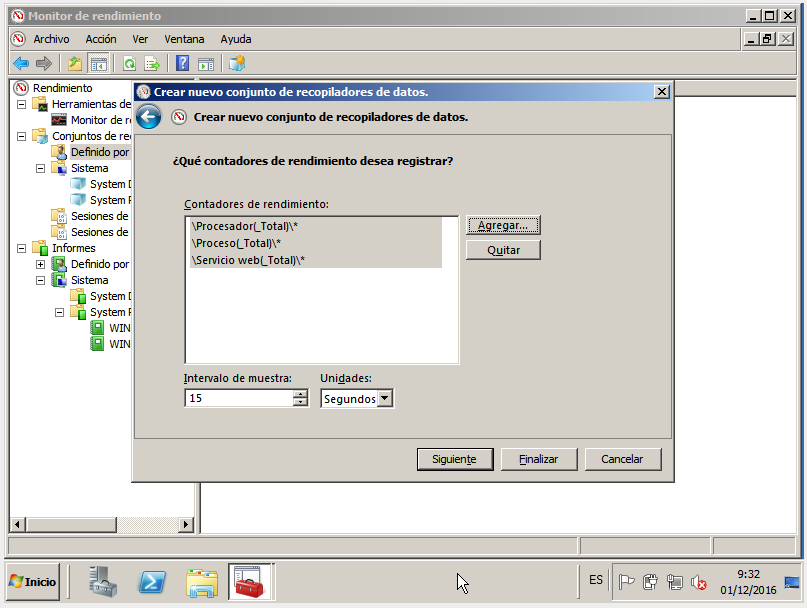 Monitor de rendimiento
Archivo Acción Ver Ventana Ayuda
Rendimiento
Herramientas de
Monitor de r
Conjuntos de re
Definido por
Sistema
System
System
Sesiones de
Sesiones de
Informes
Definido por
Sistema
System
System
WIN
WIN
Crear nuevo conjunto de recopiladores de datos.
Crear nuevo conjunto de recopiladores de datos.
¿Qué contadores de rendimiento desea registrar?
Contadores de rendimiento:
\Procesador(_Total)\*
\Proceso(_Total)\*
\Servicio web(_Total)\*
Agregar...
Quitar
Intervalo de muestra: Unidades:
15 Segundos
Siguiente Finalizar Cancelar
Inicio
ES
9:32
01/12/2016